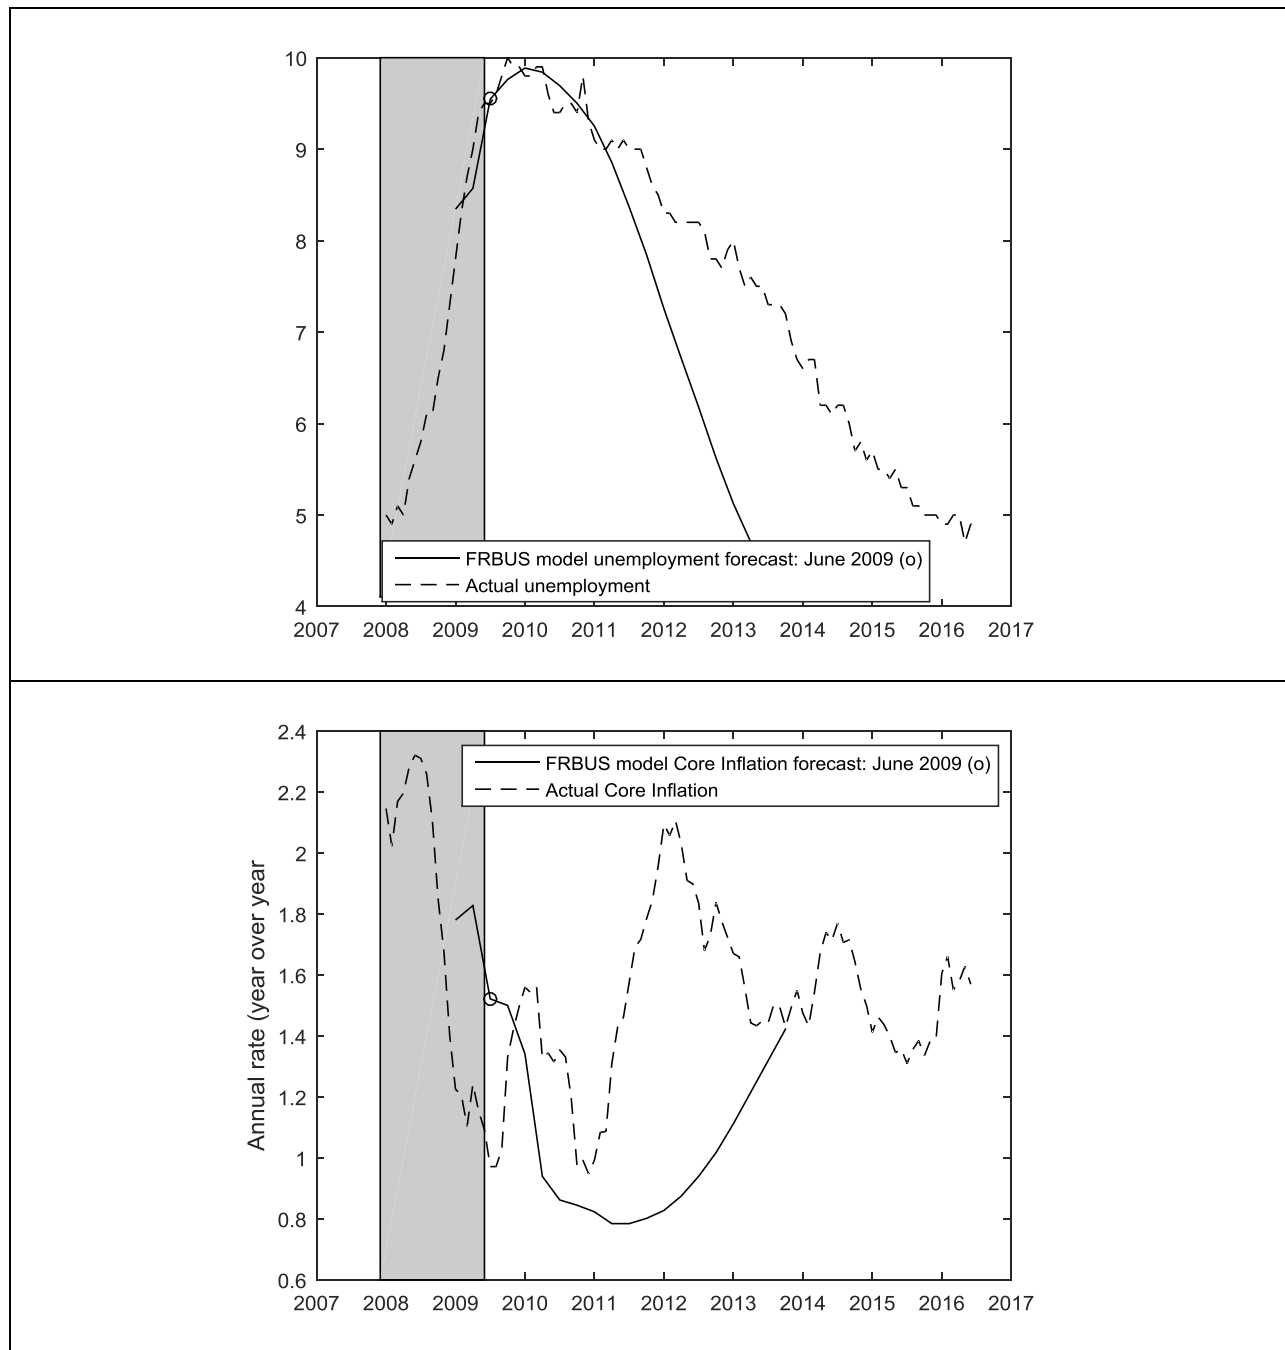 10
9
8
7
6
5
4
FRBUS model unemployment forecast: June 2009 (o)
Actual unemployment
2007 2008 2009 2010 2011 2012 2013 2014 2015 2016 2017
2.4
2.2
2
1.8
1.6
1.4
1.2
1
0.8
0.6
Annual rate (year over year
FRBUS model Core Inflation forecast: June 2009 (o)
Actual Core Inflation
2007 2008 2009 2010 2011 2012 2013 2014 2015 2016 2017